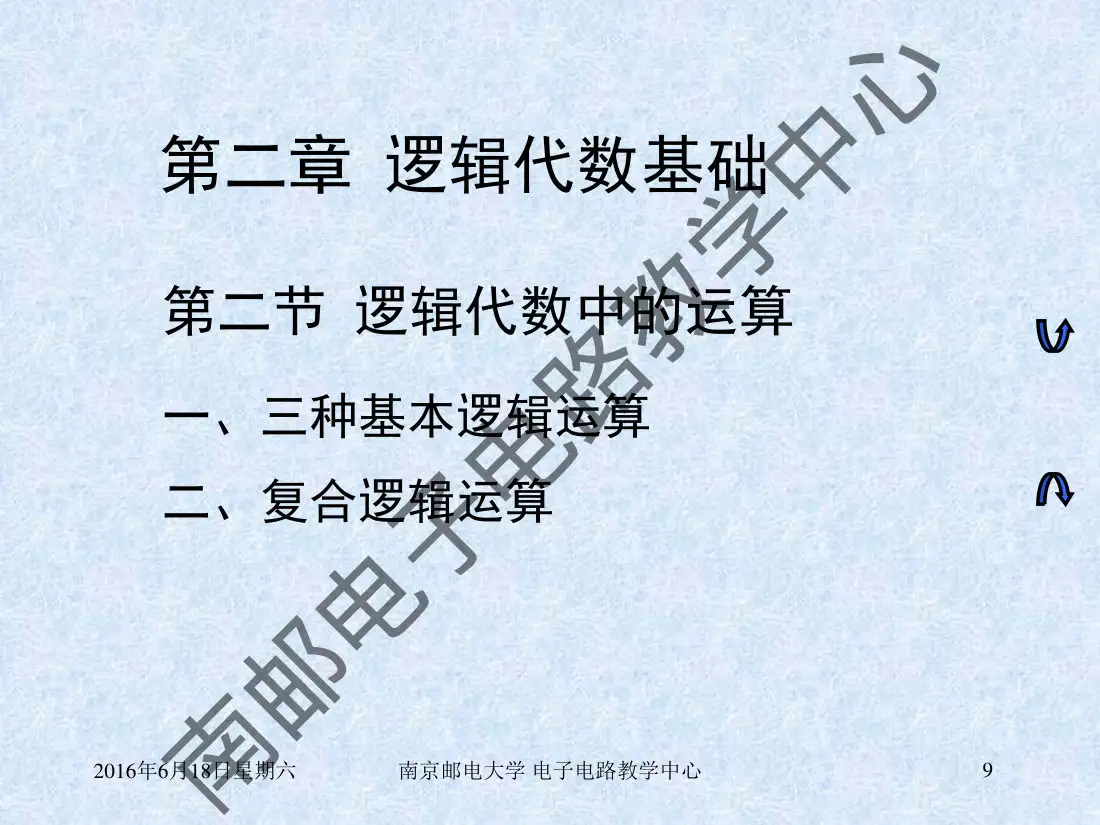 第二章 逻辑代数基础
第二节 逻辑代数中的运算
一、三种基本逻辑运算
二、复合逻辑运算
南邮电子电路教学中心
2016年6月18日星期六
南京邮电大学 电子电路教学中心
9